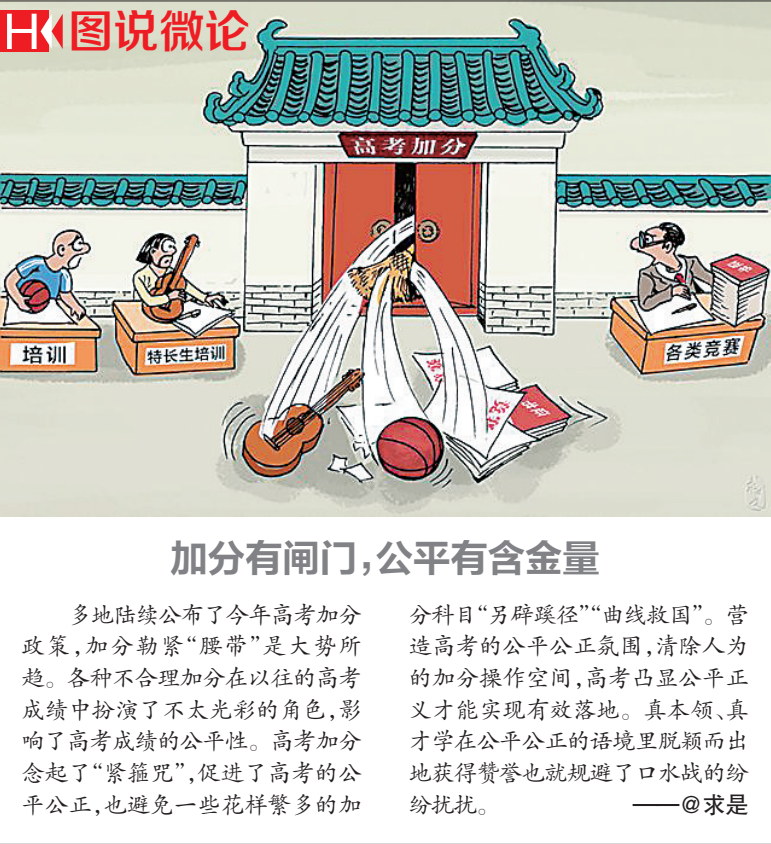 图说微论
高考加分
培训
特长生培训
各类竞赛
加分有闸门，公平有含金量
多地陆续公布了今年高考加分
政策，加分勒紧“腰带”是大势所
趋。各种不合理加分在以往的高考
成绩中扮演了不太光彩的角色，影
响了高考成绩的公平性。高考加分
念起了“紧箍咒”，促进了高考的公
平公正，也避免一些花样繁多的加
分科目“另辟蹊径”“曲线救国”。营
造高考的公平公正氛围，清除人为
的加分操作空间，高考凸显公平正
义才能实现有效落地。真本领、真
才学在公平公正的语境里脱颖而出
地获得赞誉也就规避了口水战的纷
纷扰扰。 ——@求是